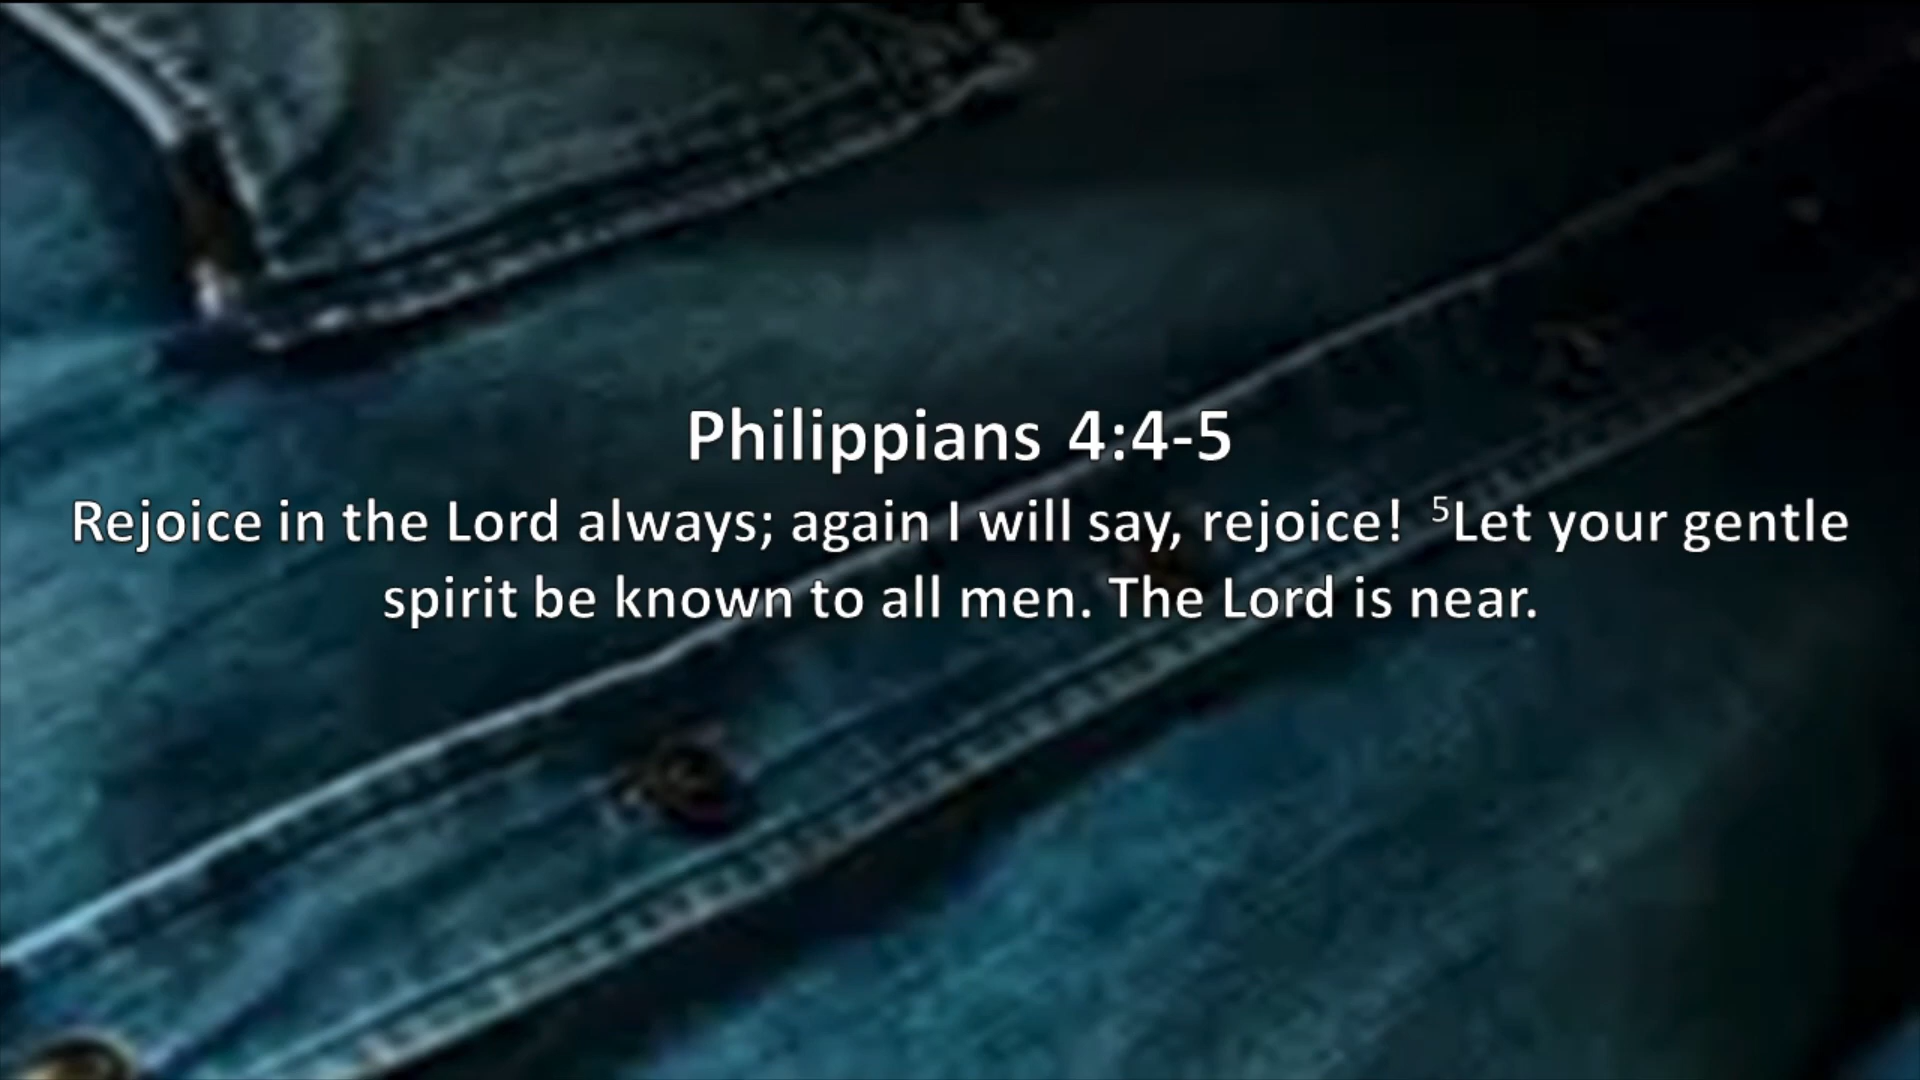 Philippians 4:4-5
Rejoice in the Lord always; again I will say, rejoice! ⁵Let your gentle
spirit be known to all men. The Lord is near.